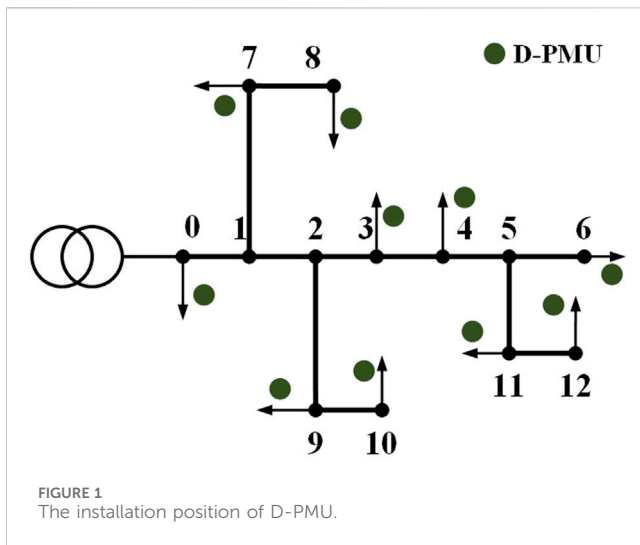 7 8 D-PMU
0 1 2 3 4 5 6
11 12
9 10
FIGURE 1
The installation position of D-PMU.